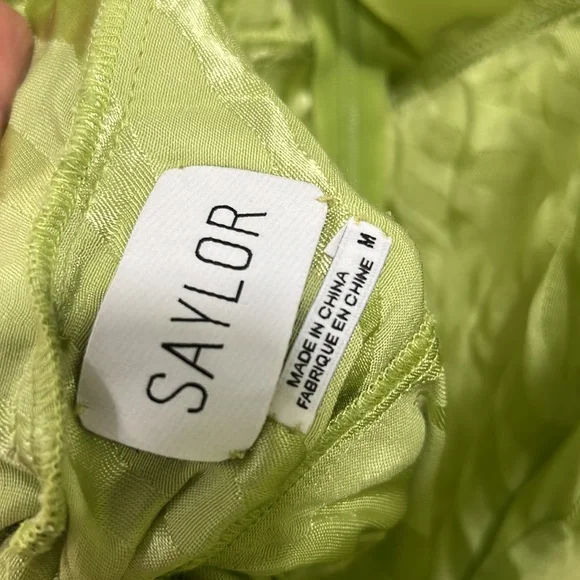 SAYLOR
MADE IN CHINA
FABRIQUE EN CHINE
M